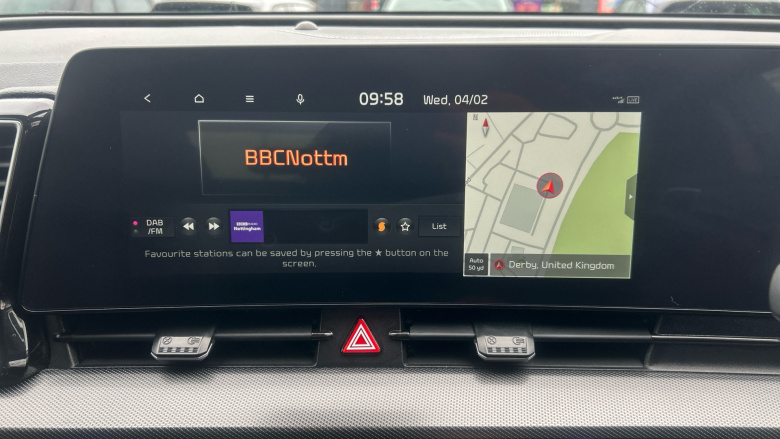 09:58 Wed, 04/02
BBCNottm
DAB
/FM
BBC
Nottingham
List
Favourite stations can be saved by pressing the ★ button on the
screen.
Auto
50 yd
Derby, United Kingdom